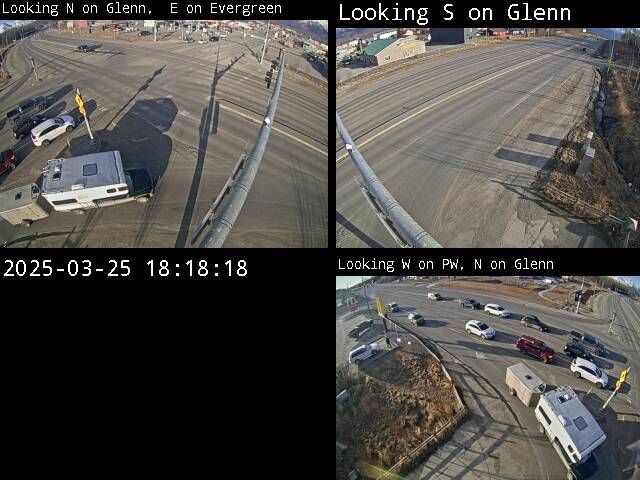 Looking N on Glenn,  E on Evergreen
Looking S on Glenn
2025-03-25 18:18:18
Looking W on PW, N on Glenn